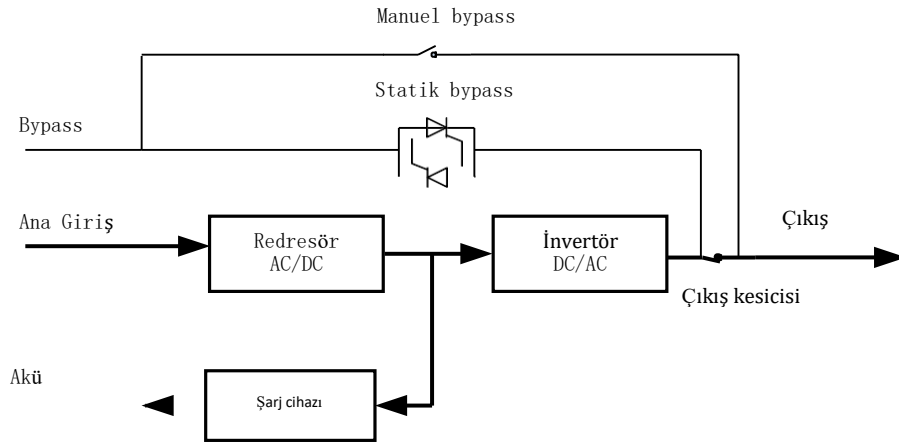 Manuel bypass
Statik bypass
Bypass
Ana Giriş
Redresör
AC/DC
İnvertör
DC/AC
Çıkış
Çıkış kesicisi
Akü
Şarj cihazı